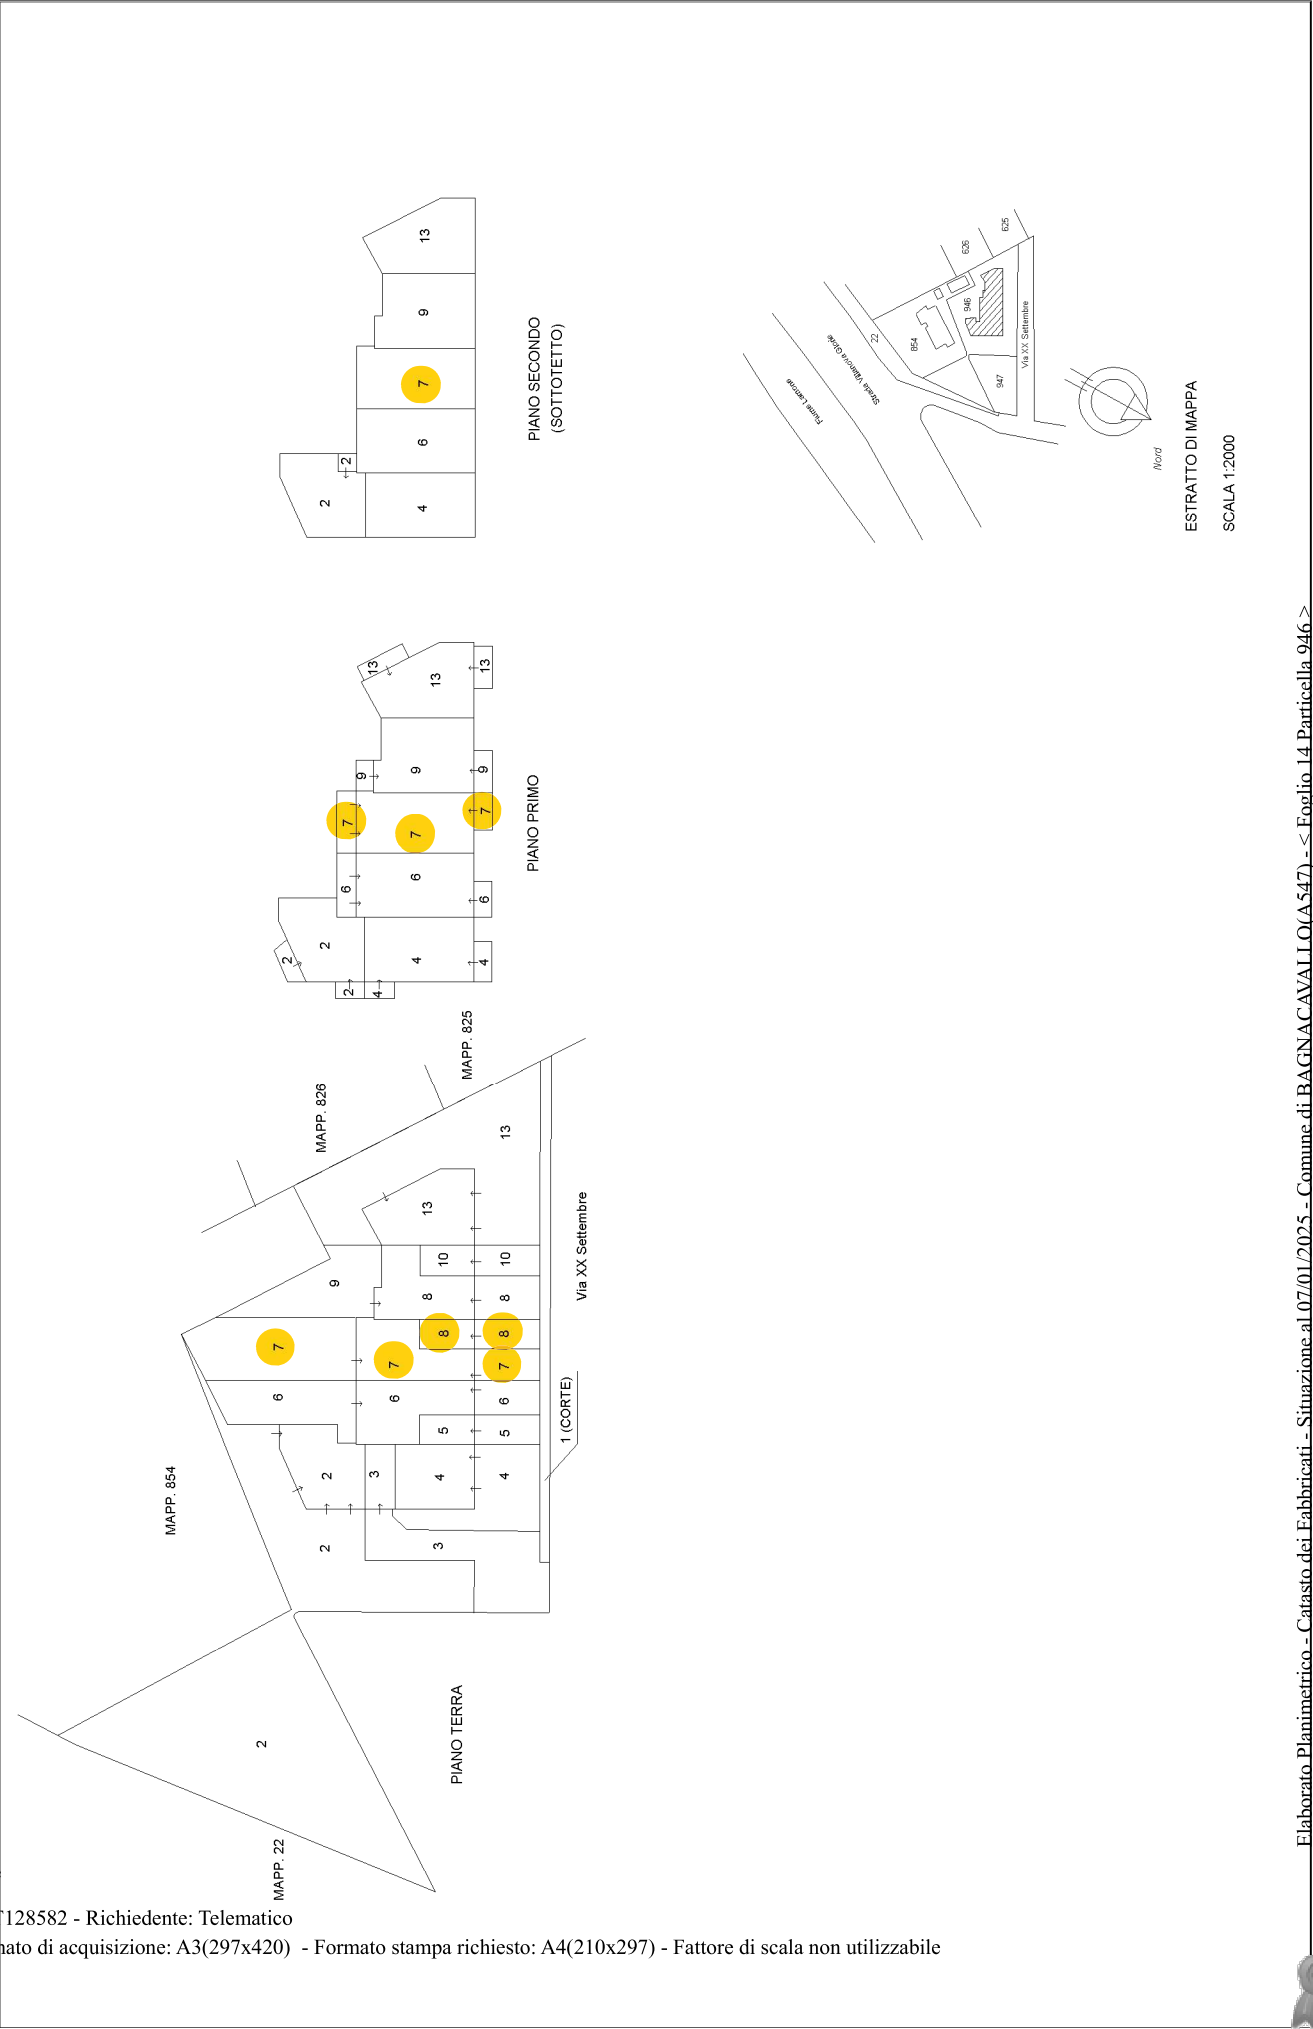 13
9
7
6
2
2
4
PIANO SECONDO
(SOTTOTETTO)
625
626
946
22
854
947
Via XX Settembre
Strada Villanova Glorie
Fiume Lamone
Nord
ESTRATTO DI MAPPA
SCALA 1:2000
13
13
13
9
9
9
7
7
7
6
6
6
2
2
4
4
2
4
PIANO PRIMO
MAPP. 825
MAPP. 826
13
13
10
10
9
8
8
8
8
7
7
7
6
6
6
5
5
2
3
4
4
2
3
Via XX Settembre
1 (CORTE)
MAPP. 854
2
PIANO TERRA
MAPP. 22
Elaborato Planimetrico - Catasto dei Fabbricati - Situazione al 07/01/2025 - Comune di BAGNACAVALLO(A547) - < Foglio 14 Particella 946 >
T128582 - Richiedente: Telematico
mato di acquisizione: A3(297x420) - Formato stampa richiesto: A4(210x297) - Fattore di scala non utilizzabile